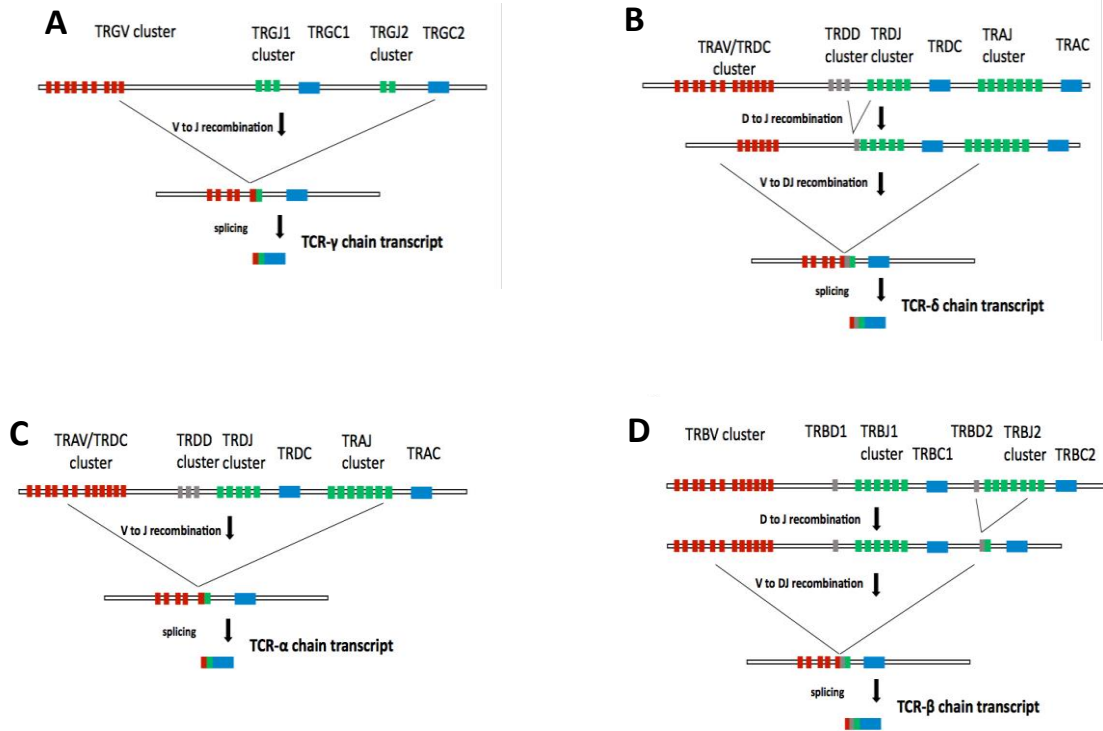 A
TRGV cluster
TRGJ1
cluster
TRGC1
TRGJ2
cluster
TRGC2
V to J recombination
splicing
TCR-γ chain transcript
B
TRAV/TRDC
cluster
TRDD
cluster
TRDJ
cluster
TRDC
TRAJ
cluster
TRAC
D to J recombination
V to DJ recombination
splicing
TCR-δ chain transcript
C
TRAV/TRDC
cluster
TRDD
cluster
TRDJ
cluster
TRDC
TRAJ
cluster
TRAC
V to J recombination
splicing
TCR-α chain transcript
D
TRBV cluster
TRBD1
TRBJ1
cluster
TRBC1
TRBD2
TRBJ2
cluster
TRBC2
D to J recombination
V to DJ recombination
splicing
TCR-β chain transcript